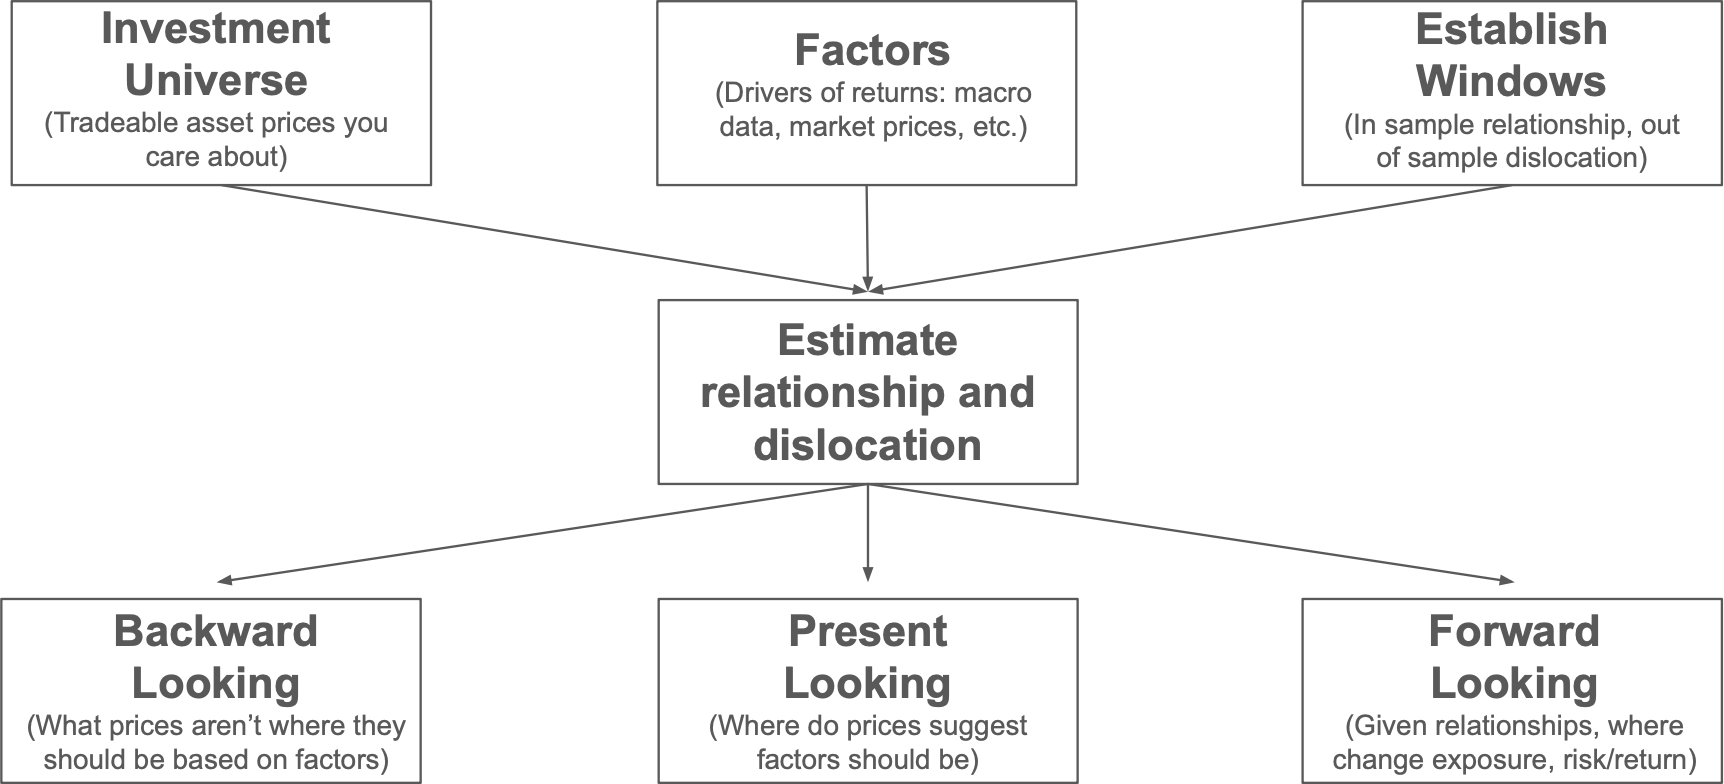 Investment
Universe
(Tradeable asset prices you
care about)
Factors
(Drivers of returns: macro
data, market prices, etc.)
Establish
Windows
(In sample relationship, out
of sample dislocation)
Estimate
relationship and
dislocation
Backward
Looking
(What prices aren’t where they
should be based on factors)
Present
Looking
(Where do prices suggest
factors should be)
Forward
Looking
(Given relationships, where
change exposure, risk/return)